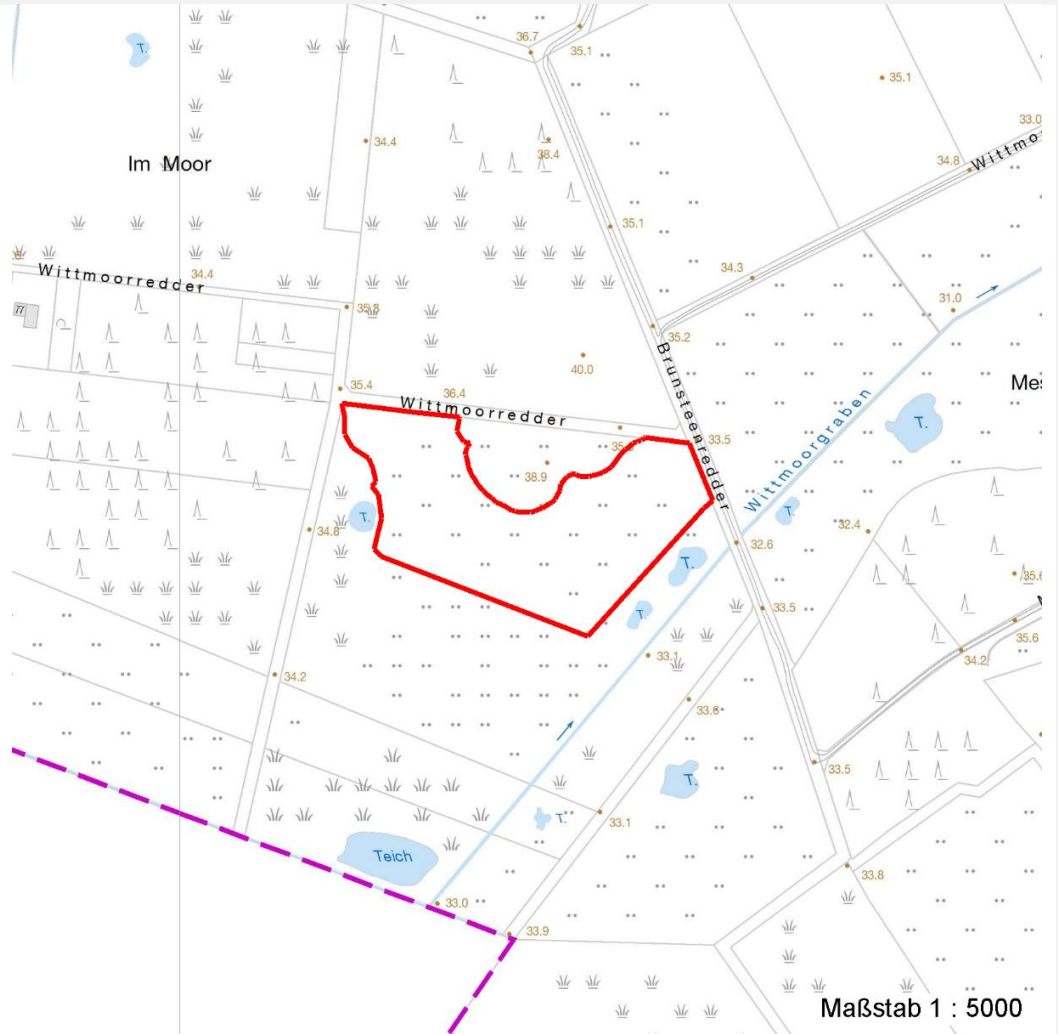 36.7
35.1
T.
35.1
33.0
34.4
38.4
Im Moor
34.8
Wittmo
35.1
34.3
Wittmoorredder
34.4
31.0
77
35.3
35.2
Brunsteenredder
40.0
Mes
35.4
36.4
Wittmoorredder
Wittmoorgraben
T.
33.5
38.9
T.
T.
34.8
32.4
32.6
T.
35.6
T.
33.5
35.6
33.1
34.2
34.2
33.6
33.5
T.
33.1
T.
Teich
33.8
33.0
33.9
Maßstab 1 : 5000